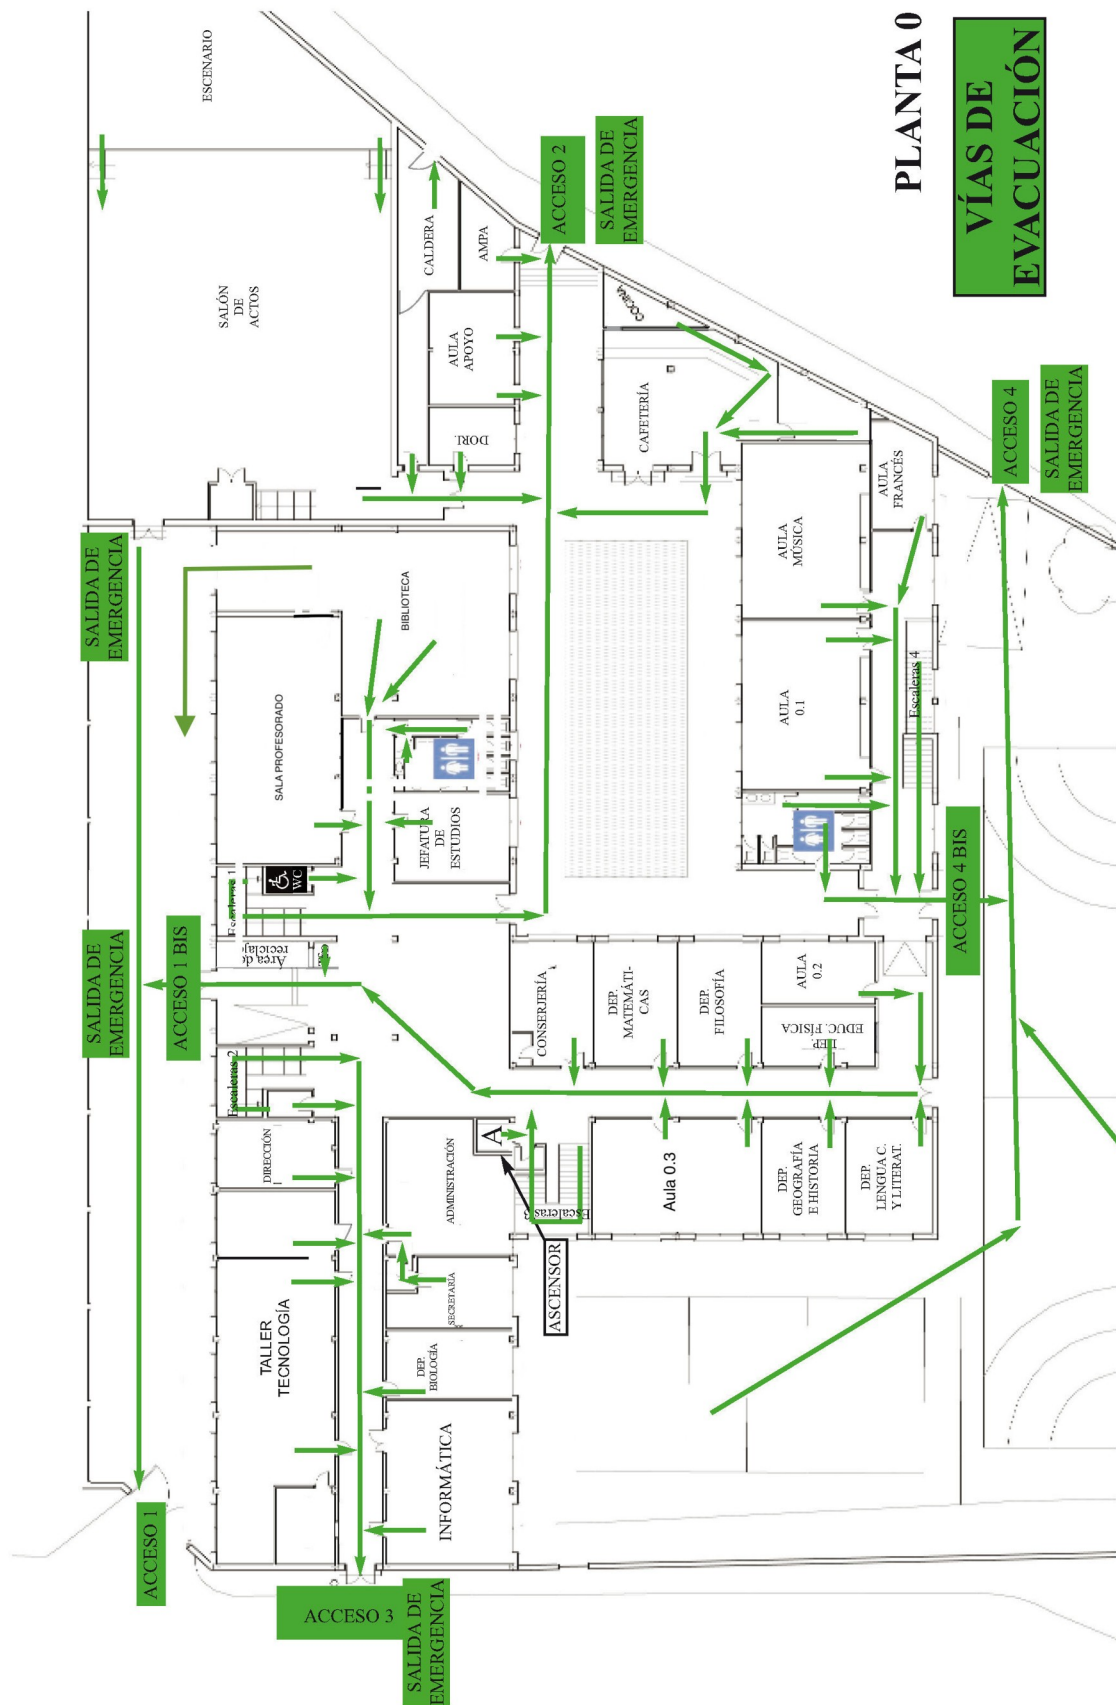 PLANTA 0
VÍAS DE
EVACUACIÓN
ESCENARIO
SALÓN
DE
ACTOS
CALDERA
AMPA
AULA
APOYO
DORI.
ACCESO 2
SALIDA DE
EMERGENCIA
COCINA
CAFETERÍA
ACCESO 4
SALIDA DE
EMERGENCIA
AULA
FRANCÉS
AULA
MÚSICA
AULA
0.1
Escaleras 4
ACCESO 4 BIS
SALIDA DE
EMERGENCIA
BIBLIOTECA
SALA PROFESORADO
JEFATURA
DE
ESTUDIOS
WC
Escaleras 1
Área de
reciclaje
SALIDA DE
EMERGENCIA
ACCESO 1 BIS
CONSERJERÍA
DEP.
MATEMÁTI-
CAS
DEP.
FILOSOFÍA
AULA
0.2
DEP.
EDUC. FÍSICA
Escaleras 2
DIRECCIÓN
ADMINISTRACIÓN
A
ASCENSOR
Escaleras 3
Aula 0.3
DEP.
GEOGRAFÍA
E HISTORIA
DEP.
LENGUA C.
Y LITERAT.
TALLER
TECNOLOGÍA
SECRETARÍA
DEP.
BIOLOGÍA
INFORMÁTICA
ACCESO 1
ACCESO 3
SALIDA DE
EMERGENCIA